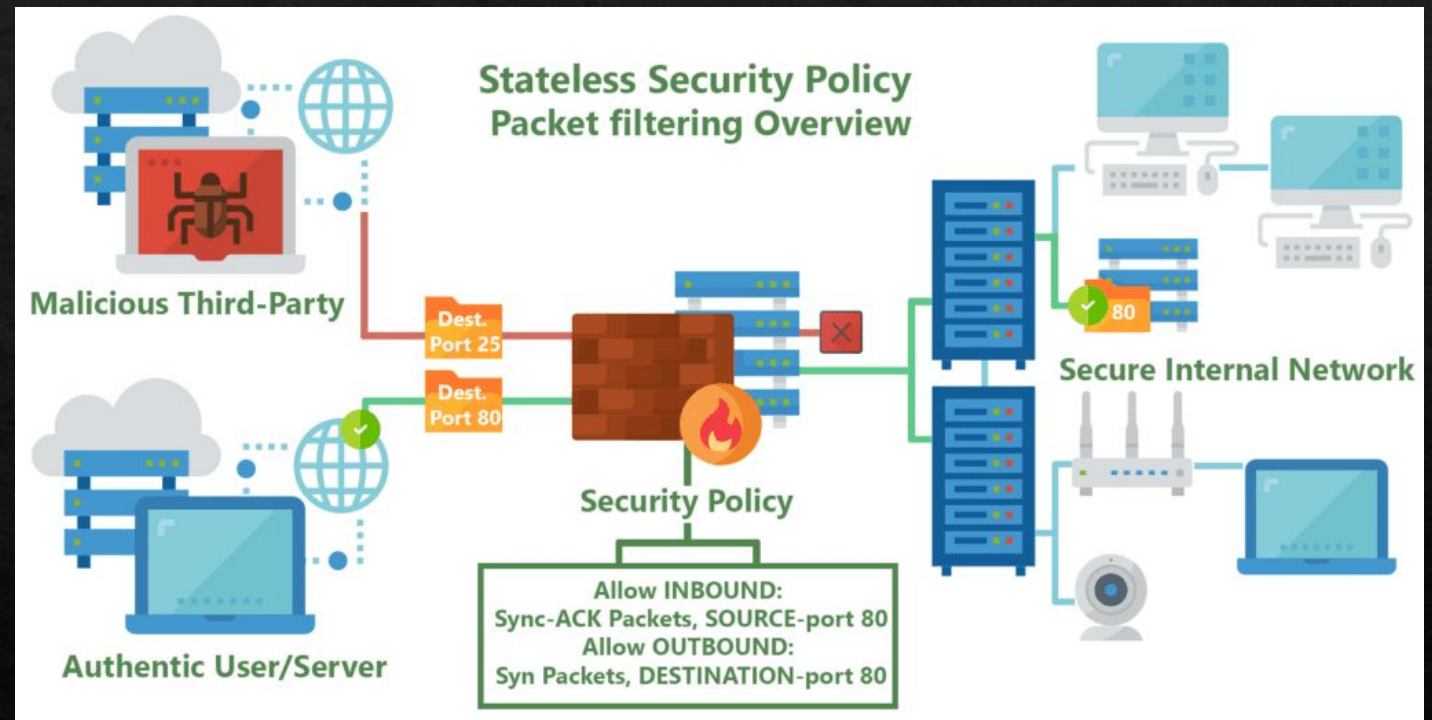 Stateless Security Policy
Packet filtering Overview
Malicious Third-Party
Dest.
Port 25
Dest.
Port 80
80
Secure Internal Network
Security Policy
Allow INBOUND:
Sync-ACK Packets, SOURCE-port 80
Allow OUTBOUND:
Syn Packets, DESTINATION-port 80
Authentic User/Server